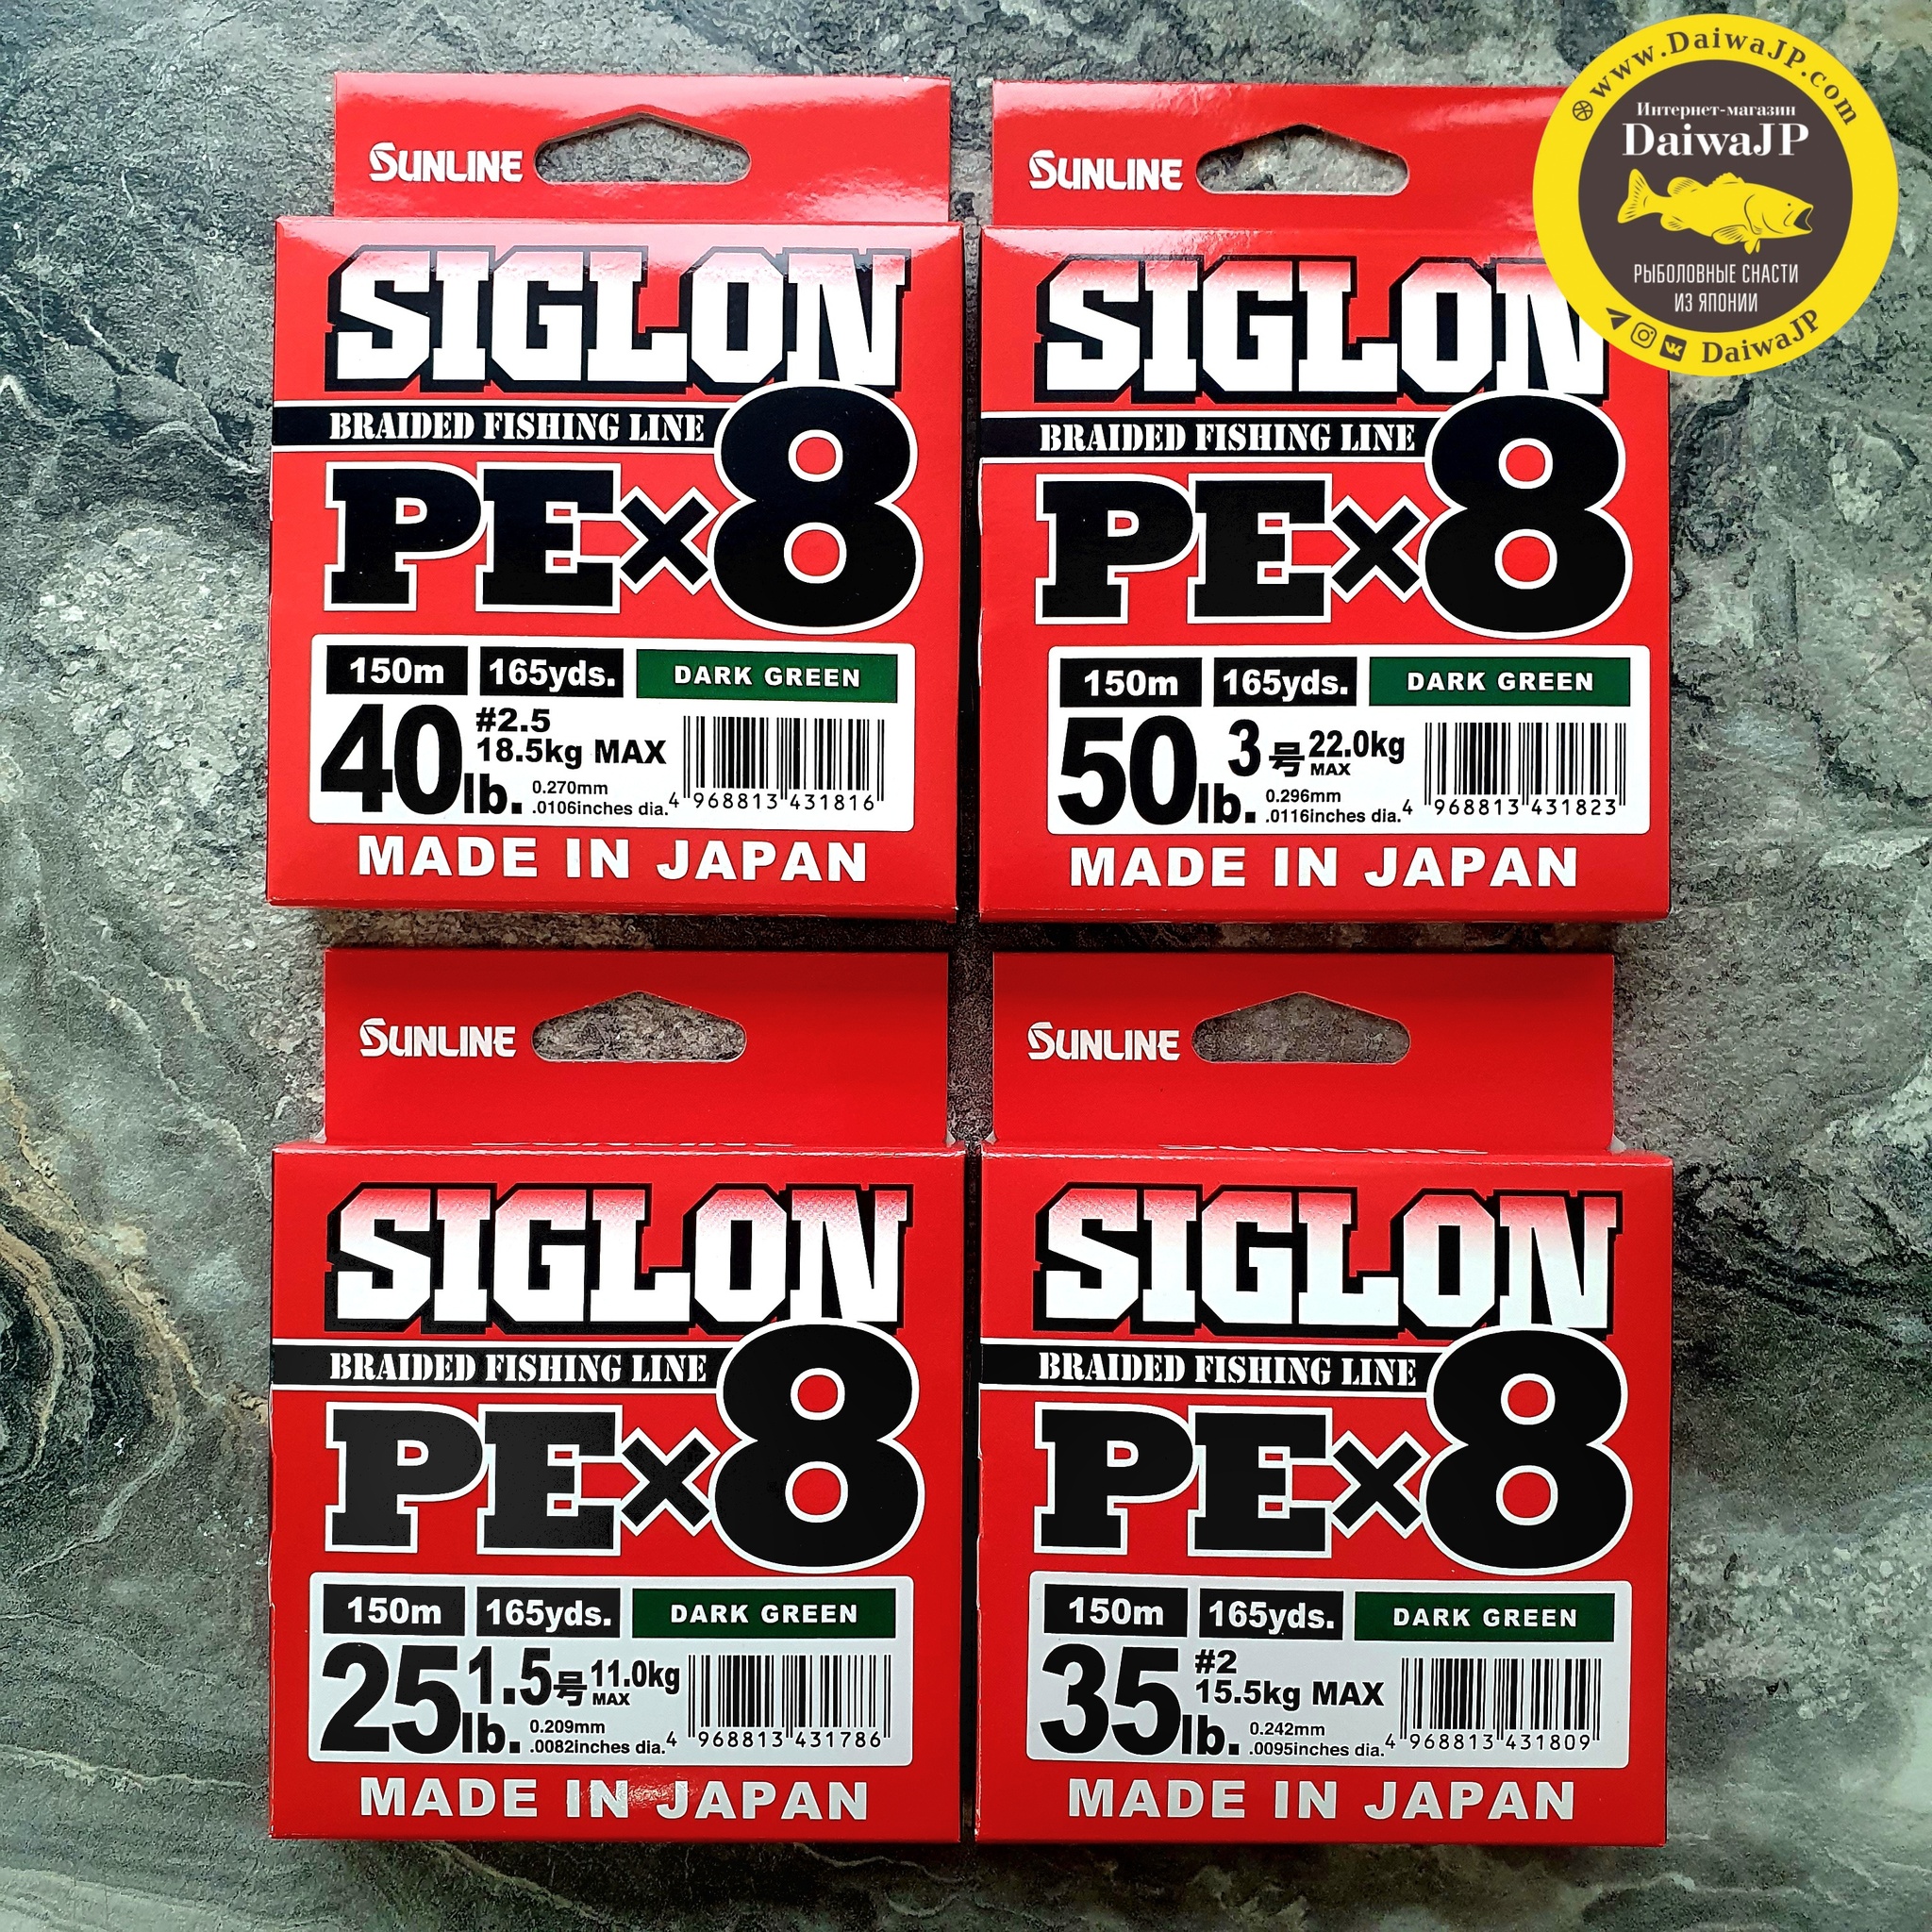 www.DaiwaJP.com
Интернет-магазин
DaiwaJP
РЫБОЛОВНЫЕ СНАСТИ
ИЗ ЯПОНИИ
DaiwaJP
SUNLINE
SIGLON
BRAIDED FISHING LINE
PE×8
150m 165yds. DARK GREEN
40lb. #2.5
18.5kg MAX
0.270mm
.0106inches dia.
4 968813 431816
MADE IN JAPAN
SUNLINE
SIGLON
BRAIDED FISHING LINE
PE×8
150m 165yds. DARK GREEN
50lb. 3号 22.0kg
MAX
0.296mm
.0116inches dia.
4 968813 431823
MADE IN JAPAN
SUNLINE
SIGLON
BRAIDED FISHING LINE
PE×8
150m 165yds. DARK GREEN
25lb. 1.5号 11.0kg
MAX
0.209mm
.0082inches dia.
4 968813 431786
MADE IN JAPAN
SUNLINE
SIGLON
BRAIDED FISHING LINE
PE×8
150m 165yds. DARK GREEN
35lb. #2
15.5kg MAX
0.242mm
.0095inches dia.
4 968813 431809
MADE IN JAPAN